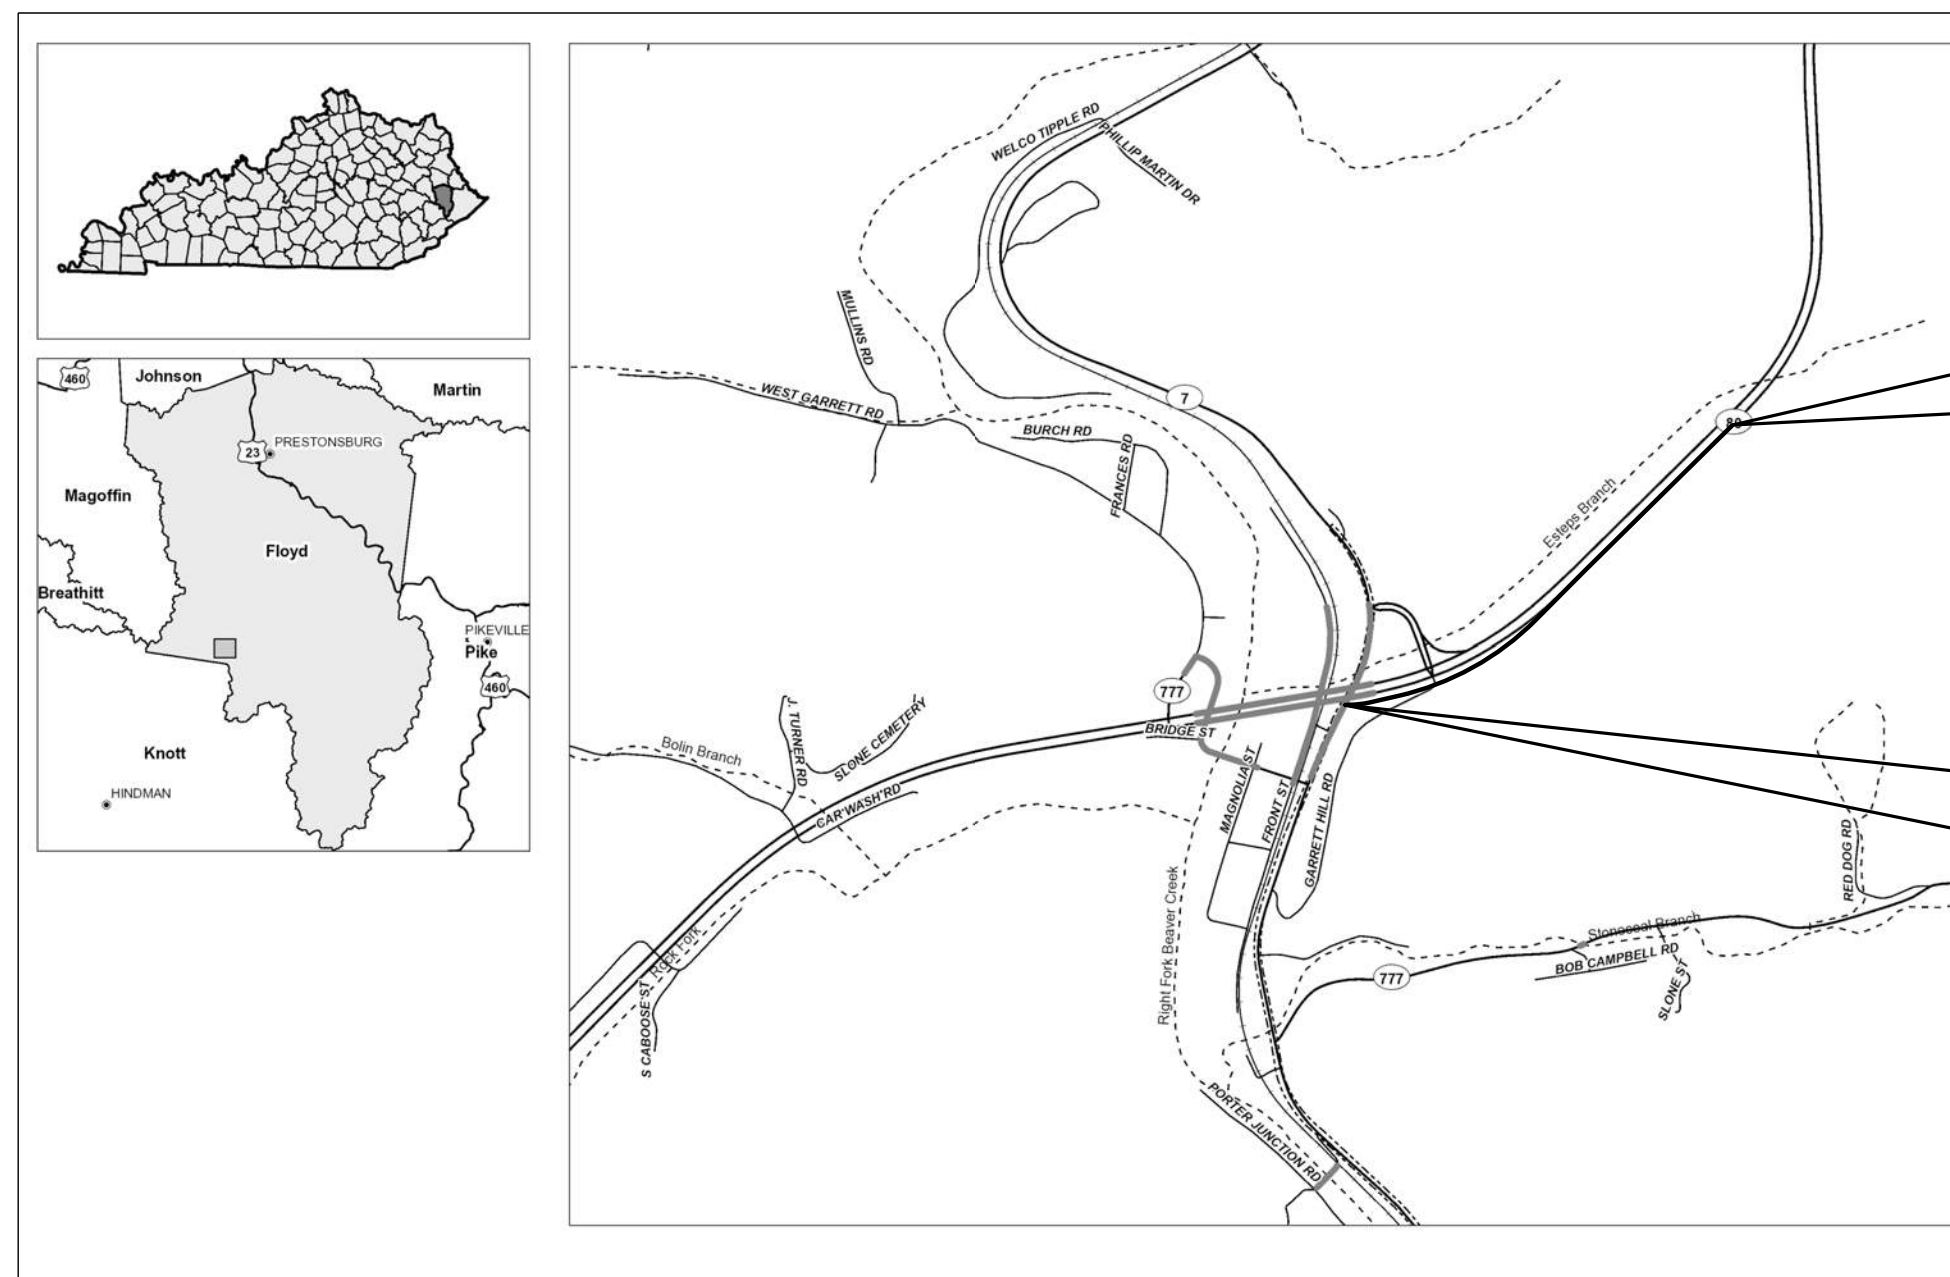 460
Johnson
Martin
23
PRESTONSBURG
Magoffin
Floyd
Breathitt
PIKEVILLE
Pike
460
Knott
HINDMAN
WELCO TIPPLE RD
PHILLIP MARTIN DR
MULLINS RD
7
WEST GARRETT RD
BURCH RD
FRANCES RD
80
Esteps Branch
777
BRIDGE ST
J. TURNER RD
SLONE CEMETERY
Bolin Branch
CAR WASH RD
MAGNOLIA ST
FRONT ST
GARRETT HILL RD
RED DOG RD
Right Fork Beaver Creek
Rock Fork
S CABOOSE ST
Stonecoal Branch
BOB CAMPBELL RD
777
SLONE ST
PORTER JUNCTION RD